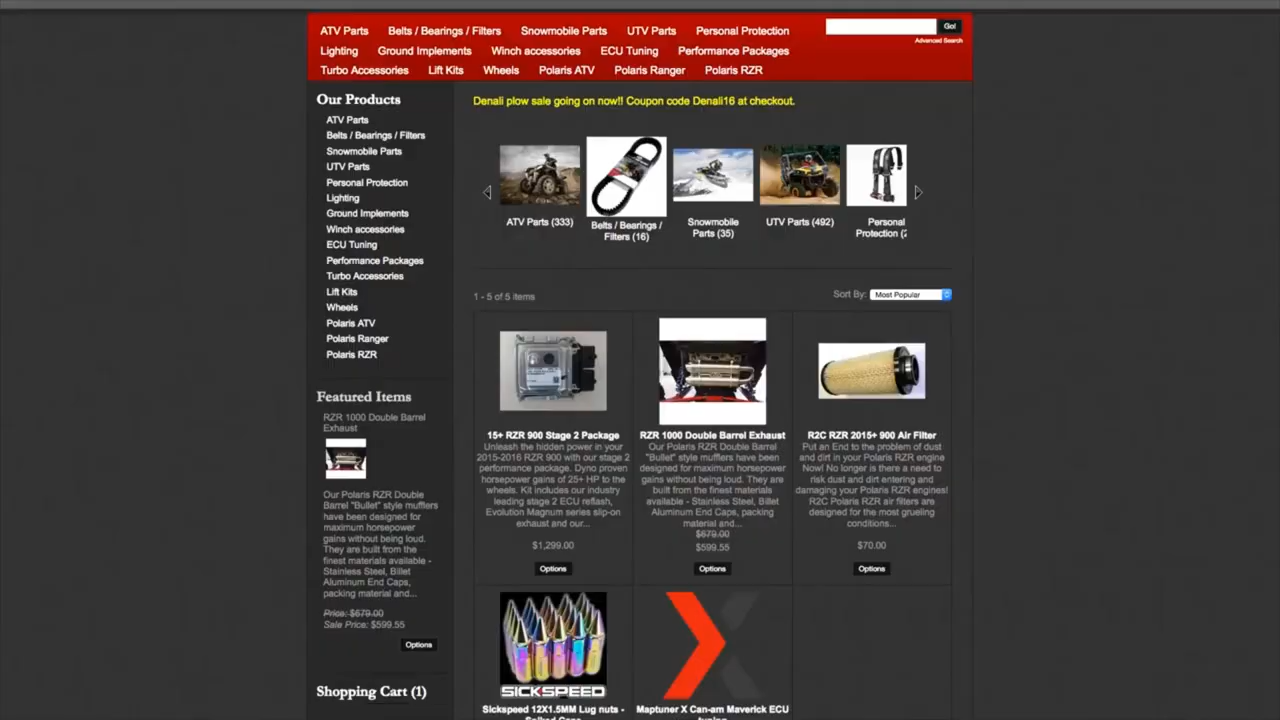 ATV Parts Belts / Bearings / Filters Snowmobile Parts UTV Parts Personal Protection
Go!
Advanced Search
Lighting Ground Implements Winch accessories ECU Tuning Performance Packages
Turbo Accessories Lift Kits Wheels Polaris ATV Polaris Ranger Polaris RZR
Our Products
ATV Parts
Belts / Bearings / Filters
Snowmobile Parts
UTV Parts
Personal Protection
Lighting
Ground Implements
Winch accessories
ECU Tuning
Performance Packages
Turbo Accessories
Lift Kits
Wheels
Polaris ATV
Polaris Ranger
Polaris RZR
Featured Items
RZR 1000 Double Barrel
Exhaust
Our Polaris RZR Double
Barrel "Bullet" style mufflers
have been designed for
maximum horsepower
gains without being loud.
They are built from the
finest materials available -
Stainless Steel, Billet
Aluminum End Caps,
packing material and...
Price: $679.00
Sale Price: $599.55
Options
Shopping Cart (1)
Denali plow sale going on now!! Coupon code Denali16 at checkout.
ATV Parts (333)
Belts / Bearings /
Filters (16)
Snowmobile
Parts (35)
UTV Parts (492)
Personal
Protection (2
1 - 5 of 5 items
Sort By: Most Popular
15+ RZR 900 Stage 2 Package
Unleash the hidden power in your
2015-2016 RZR 900 with our stage 2
performance package. Dyno proven
horsepower gains of 25+ HP to the
wheels. Kit includes our industry
leading stage 2 ECU reflash,
Evolution Magnum series slip-on
exhaust and our...
$1,299.00
Options
RZR 1000 Double Barrel Exhaust
Our Polaris RZR Double Barrel
"Bullet" style mufflers have been
designed for maximum horsepower
gains without being loud. They are
built from the finest materials
available - Stainless Steel, Billet
Aluminum End Caps, packing
material and...
$679.00
$599.55
Options
R2C RZR 2015+ 900 Air Filter
Put an End to the problem of dust
and dirt in your Polaris RZR engine
Now! No longer is there a need to
risk dust and dirt entering and
damaging your Polaris RZR engines!
R2C Polaris RZR air filters are
designed for the most grueling
conditions...
$70.00
Options
SICKSPEED
Sickspeed 12X1.5MM Lug nuts -
Spiked Caps
Maptuner X Can-am Maverick ECU
tuning